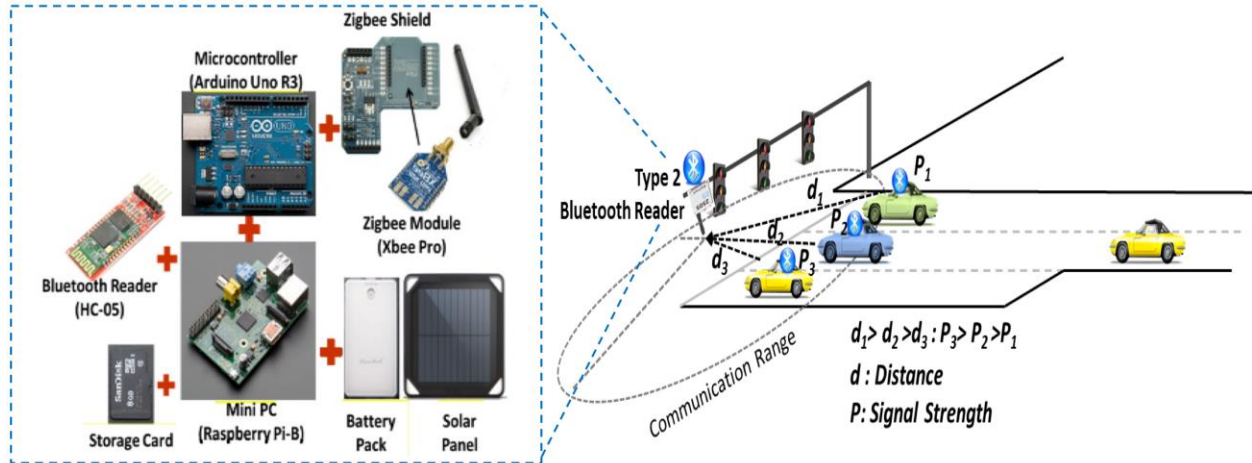 Zigbee Shield
Microcontroller
(Arduino Uno R3)
Zigbee Module
(Xbee Pro)
Bluetooth Reader
(HC-05)
SanDisk
8GB
Storage Card
Mini PC
(Raspberry Pi-B)
Battery
Pack
Solar
Panel
Type 2
Bluetooth Reader
d1
P1
d2
P2
d3
P3
Communication Range
d1> d2 >d3 : P3> P2 >P1
d : Distance
P: Signal Strength